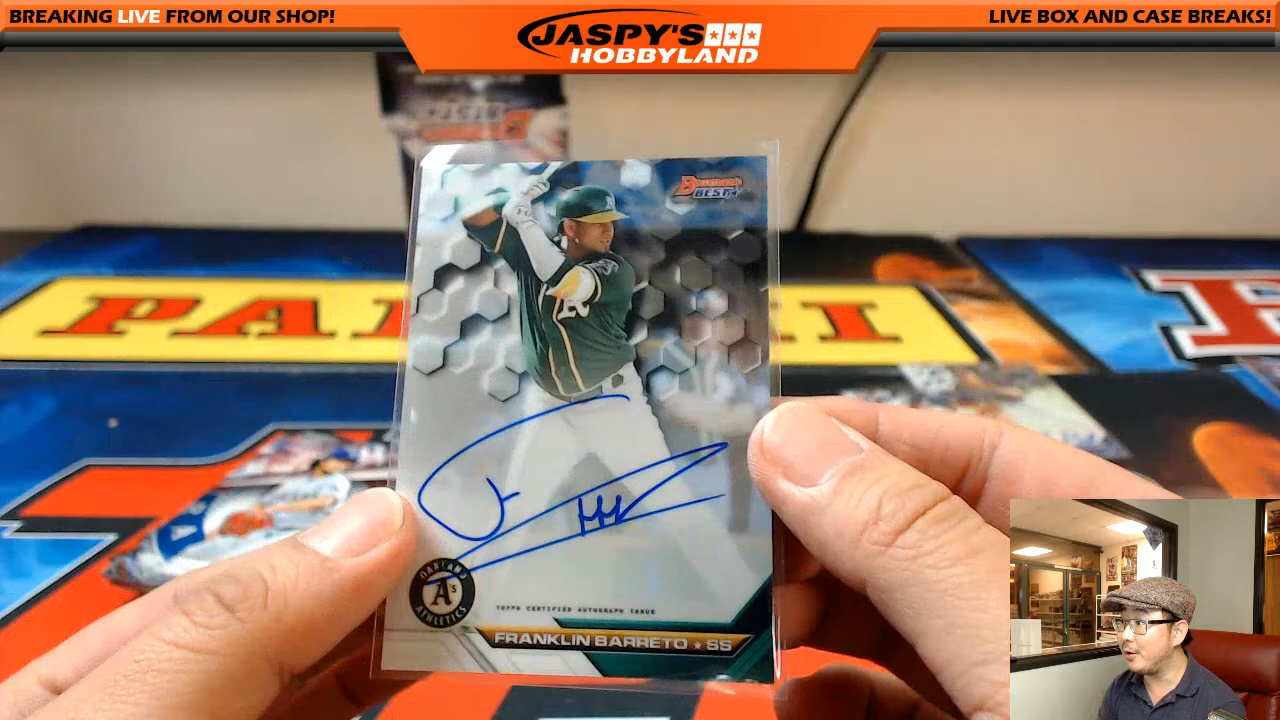 BREAKING LIVE FROM OUR SHOP!
JASPY'S
HOBBYLAND
LIVE BOX AND CASE BREAKS!
BOWMAN'S
BEST
PA
I
OAKLAND
A's
ATHLETICS
TOPPS CERTIFIED AUTOGRAPH ISSUE
FRANKLIN BARRETO ★ SS